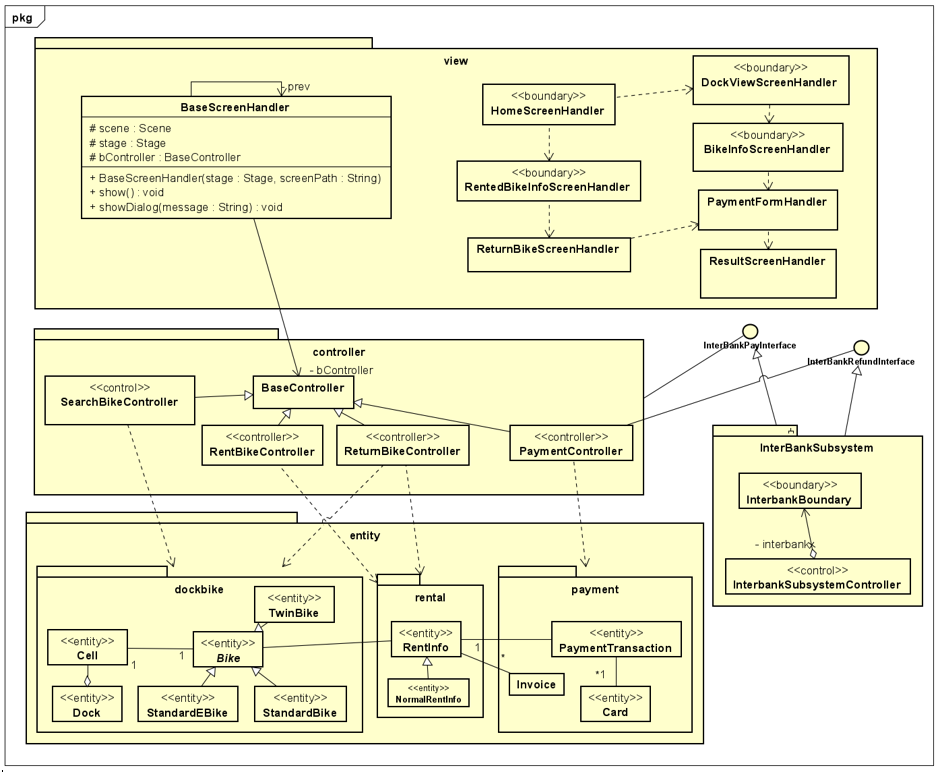 pkg
view
- prev
BaseScreenHandler
# scene : Scene
# stage : Stage
# bController : BaseController
+ BaseScreenHandler(stage : Stage, screenPath : String)
+ show() : void
+ showDialog(message : String) : void
<<boundary>>
HomeScreenHandler
<<boundary>>
DockViewScreenHandler
<<boundary>>
BikeInfoScreenHandler
<<boundary>>
RentedBikeInfoScreenHandler
PaymentFormHandler
ReturnBikeScreenHandler
ResultScreenHandler
controller
- bController
<<control>>
SearchBikeController
BaseController
<<controller>>
RentBikeController
<<controller>>
ReturnBikeController
<<controller>>
PaymentController
InterBankPayInterface
InterBankRefundInterface
InterBankSubsystem
<<boundary>>
InterbankBoundary
- interbank
<<control>>
InterbankSubsystemController
entity
dockbike
<<entity>>
TwinBike
<<entity>>
Cell
1
1
<<entity>>
Bike
<<entity>>
Dock
<<entity>>
StandardEBike
<<entity>>
StandardBike
rental
<<entity>>
RentInfo
1
*
<<entity>>
NormalRentInfo
payment
<<entity>>
PaymentTransaction
Invoice
*1
<<entity>>
Card